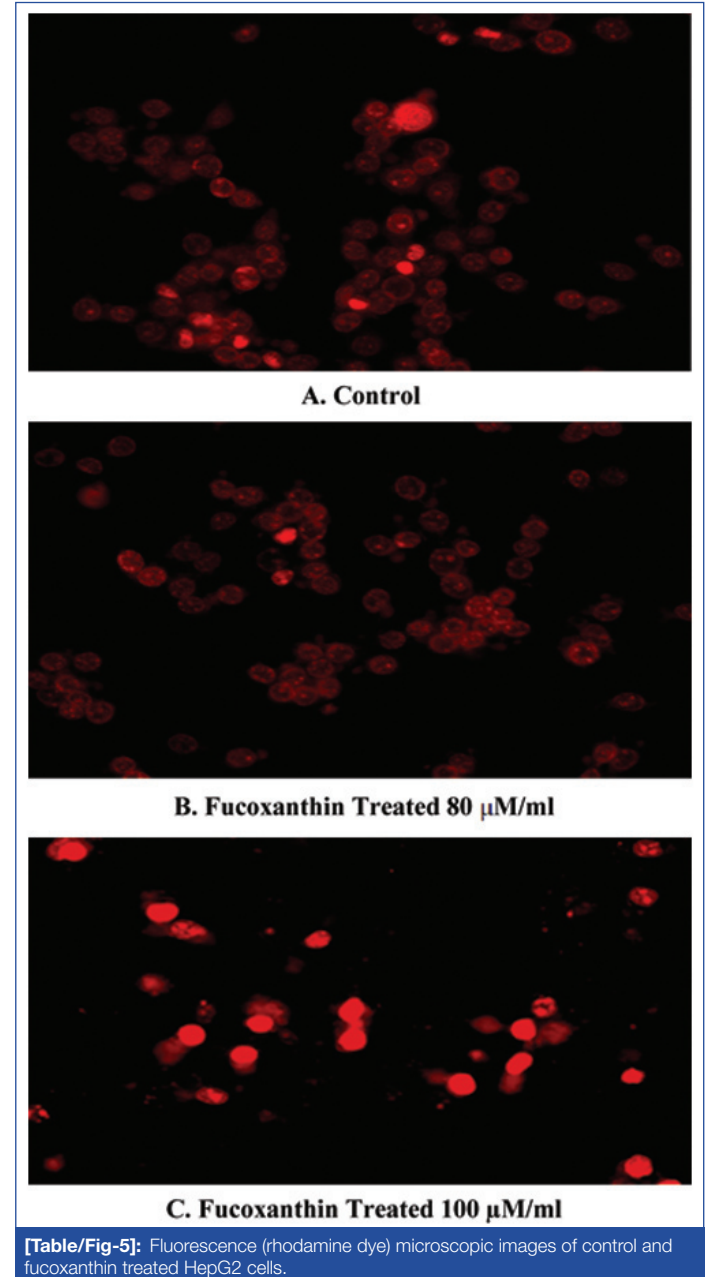 A. Control
B. Fucoxanthin Treated 80 μM/ml
C. Fucoxanthin Treated 100 μM/ml
[Table/Fig-5]: Fluorescence (rhodamine dye) microscopic images of control and
fucoxanthin treated HepG2 cells.